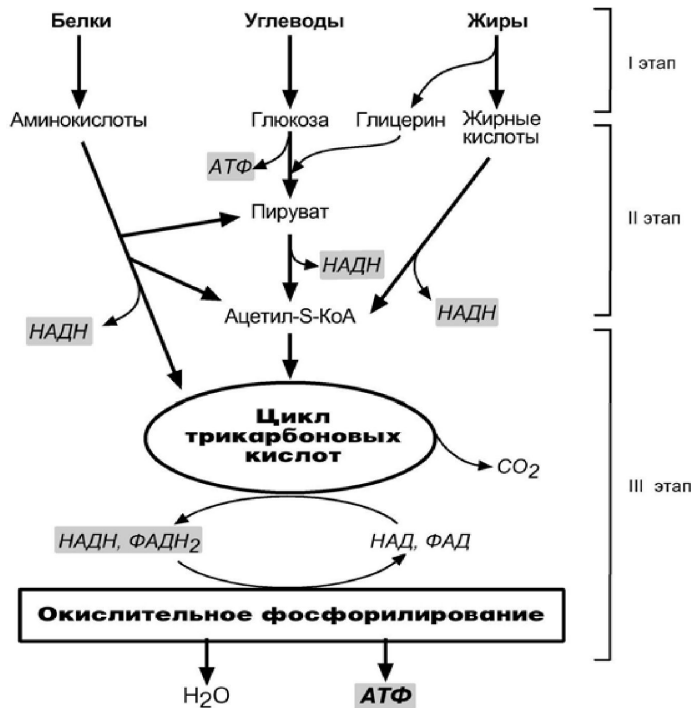 Белки Углеводы Жиры
I этап
Аминокислоты Глюкоза Глицерин Жирные
кислоты
АТФ
Пируват
II этап
НАДН
НАДН
Ацетил-S-КоА
НАДН
Цикл
трикарбоновых
кислот
CO2
III этап
НАДН, ФАДН2 НАД, ФАД
Окислительное фосфорилирование
H2O АТФ